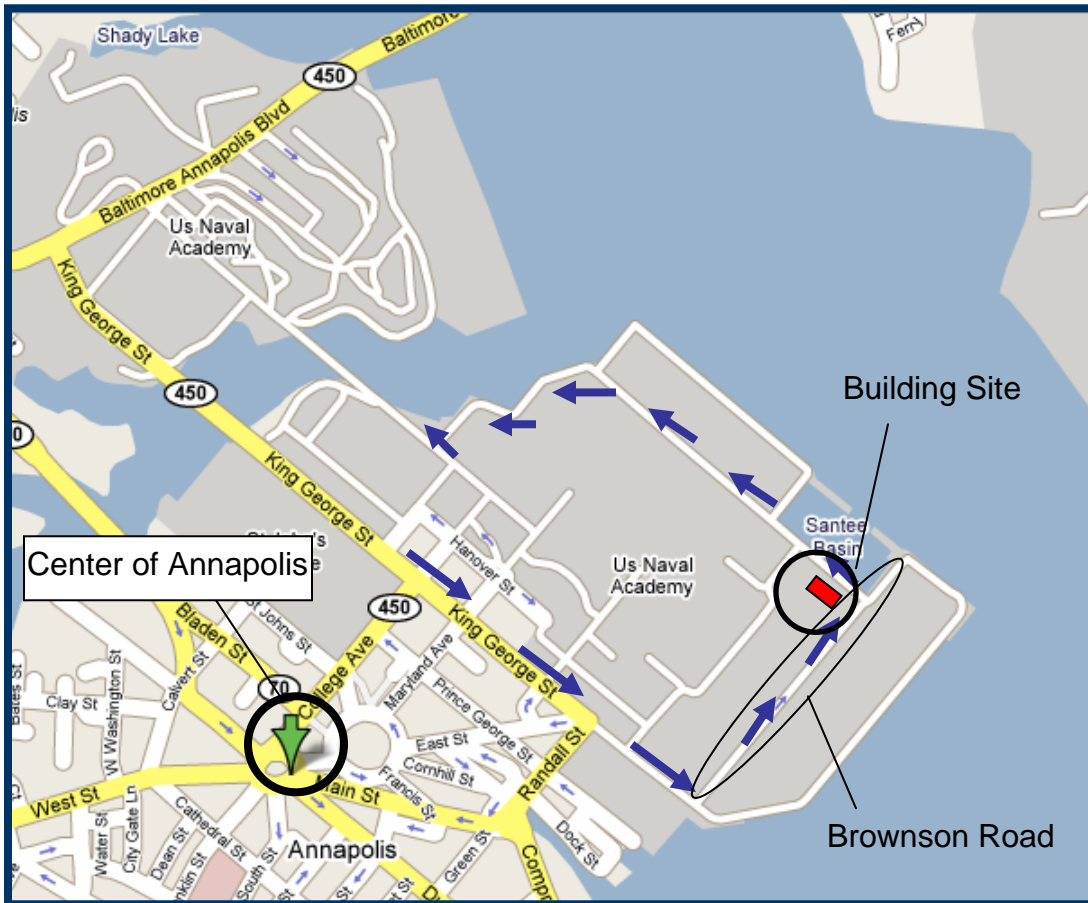 Shady Lake
Baltimore
Ferry
450
Baltimore Annapolis Blvd
Us Naval
Academy
King George St
450
Building Site
King George St
Santee
Basin
Hanover St
Us Naval
Academy
Center of Annapolis
450
St Johns St
Bladen St
King George St
Maryland Ave
College Ave
70
Calvert St
Prince George St
Bates St
Clay St
W Washington St
East St
Cornhill St
Randall St
Francis St
Main St
West St
Brownson Road
Cathedral St
Water St
City Gate Ln
Dean St
South St
Annapolis
Green St
Dock St